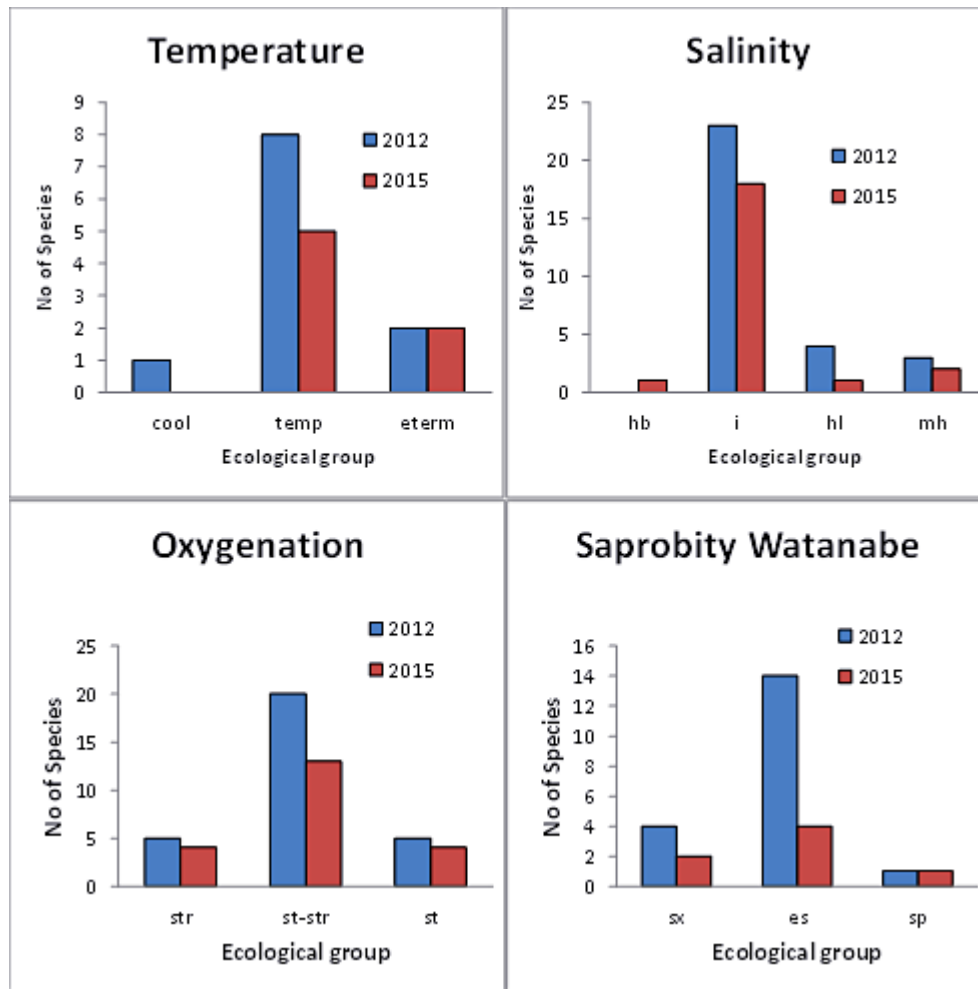 Temperature
9
8
7
6
5
4
3
2
1
0
No of Species
2012
2015
cool temp eterm
Ecological group
Salinity
25
20
15
10
5
0
No of Species
2012
2015
hb i hl mh
Ecological group
Oxygenation
25
20
15
10
5
0
No of Species
2012
2015
str st-str st
Ecological group
Saprobity Watanabe
16
14
12
10
8
6
4
2
0
No of Species
2012
2015
sx es sp
Ecological group